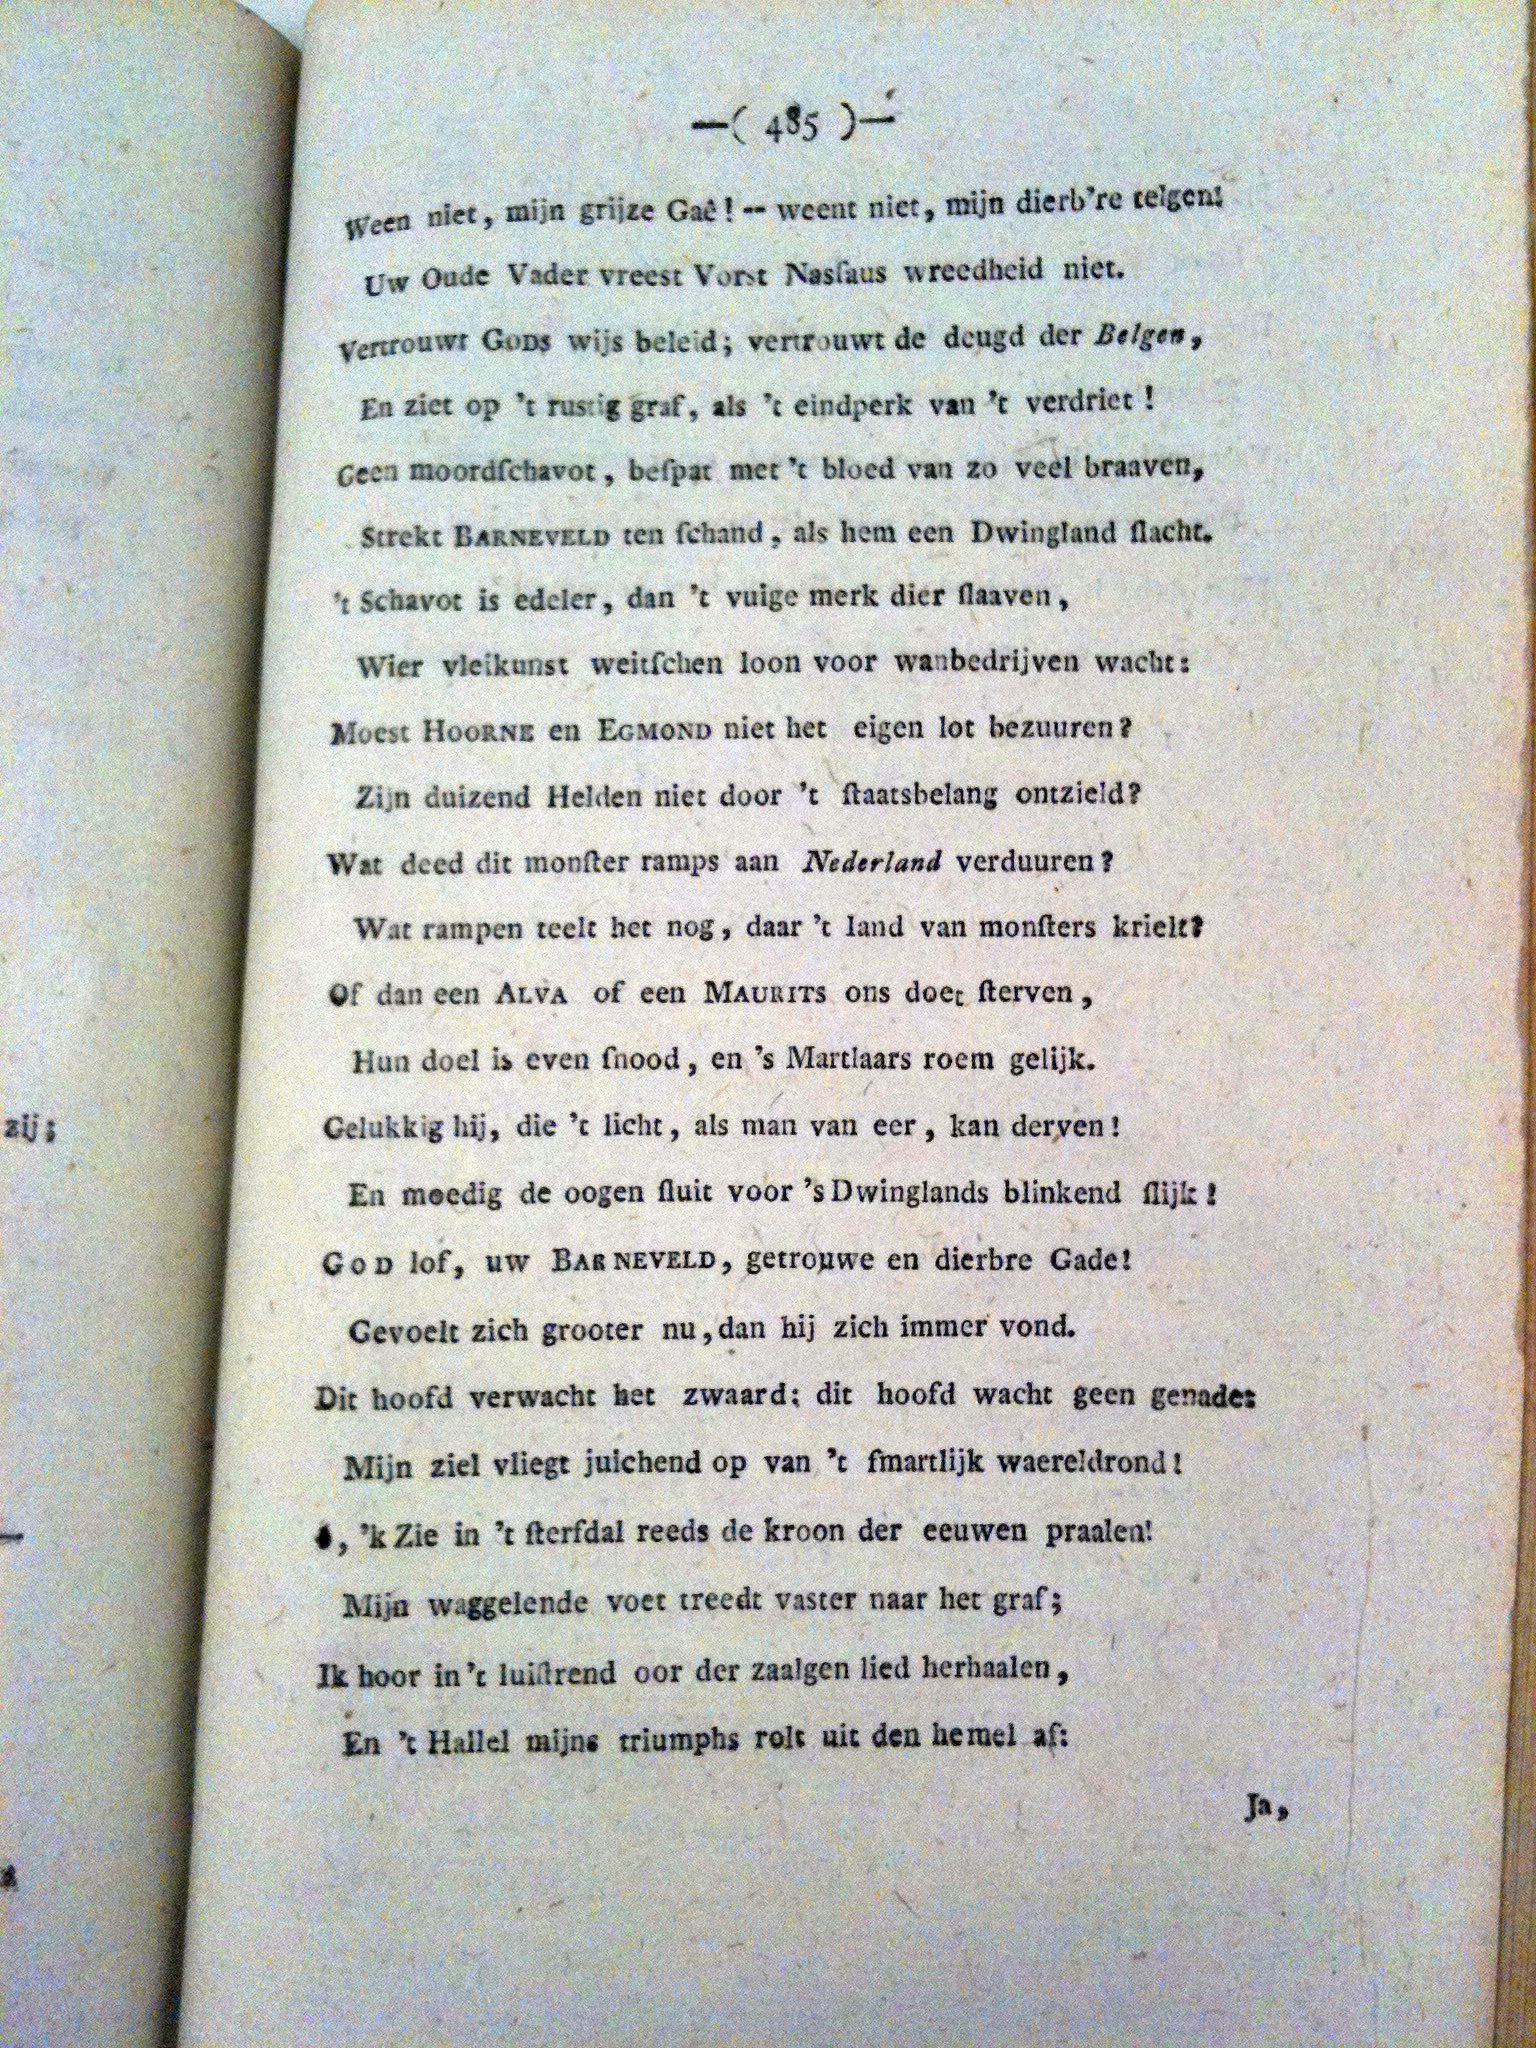 —( 485 )—
Ween niet, mijn grijze Gaê! -- weent niet, mijn dierb're telgen!
Uw Oude Vader vreest Vorst Nasſaus wreedheid niet.
Vertrouwt GODS wijs beleid; vertrouwt de deugd der Belgen,
En ziet op 't rustig graf, als 't eindperk van 't verdriet!
Geen moordſchavot, beſpat met 't bloed van zo veel braaven,
Strekt BARNEVELD ten ſchand, als hem een Dwingland ſlacht.
't Schavot is edeler, dan 't vuige merk dier ſlaaven,
Wier vleikunst weitſchen loon voor wanbedrijven wacht:
Moest HOORNE en EGMOND niet het eigen lot bezuuren?
Zijn duizend Helden niet door 't ſtaatsbelang ontzield?
Wat deed dit monſter ramps aan Nederland verduuren?
Wat rampen teelt het nog, daar 't land van monſters krielt?
Of dan een ALVA of een MAURITS ons doet ſterven,
Hun doel is even ſnood, en 's Martlaars roem gelijk.
Gelukkig hij, die 't licht, als man van eer, kan derven!
En moedig de oogen ſluit voor 's Dwinglands blinkend ſlijk!
GOD lof, uw BARNEVELD, getrouwe en dierbre Gade!
Gevoelt zich grooter nu, dan hij zich immer vond.
Dit hoofd verwacht het zwaard: dit hoofd wacht geen genade:
Mijn ziel vliegt juichend op van 't ſmartlijk waereldrond!
ô, 'k Zie in 't ſterfdal reeds de kroon der eeuwen praalen!
Mijn waggelende voet treedt vaster naar het graf;
Ik hoor in 't luiſtrend oor der zaalgen lied herhaalen,
En 't Hallel mijns triumphs rolt uit den hemel af:
Ja,
zij;